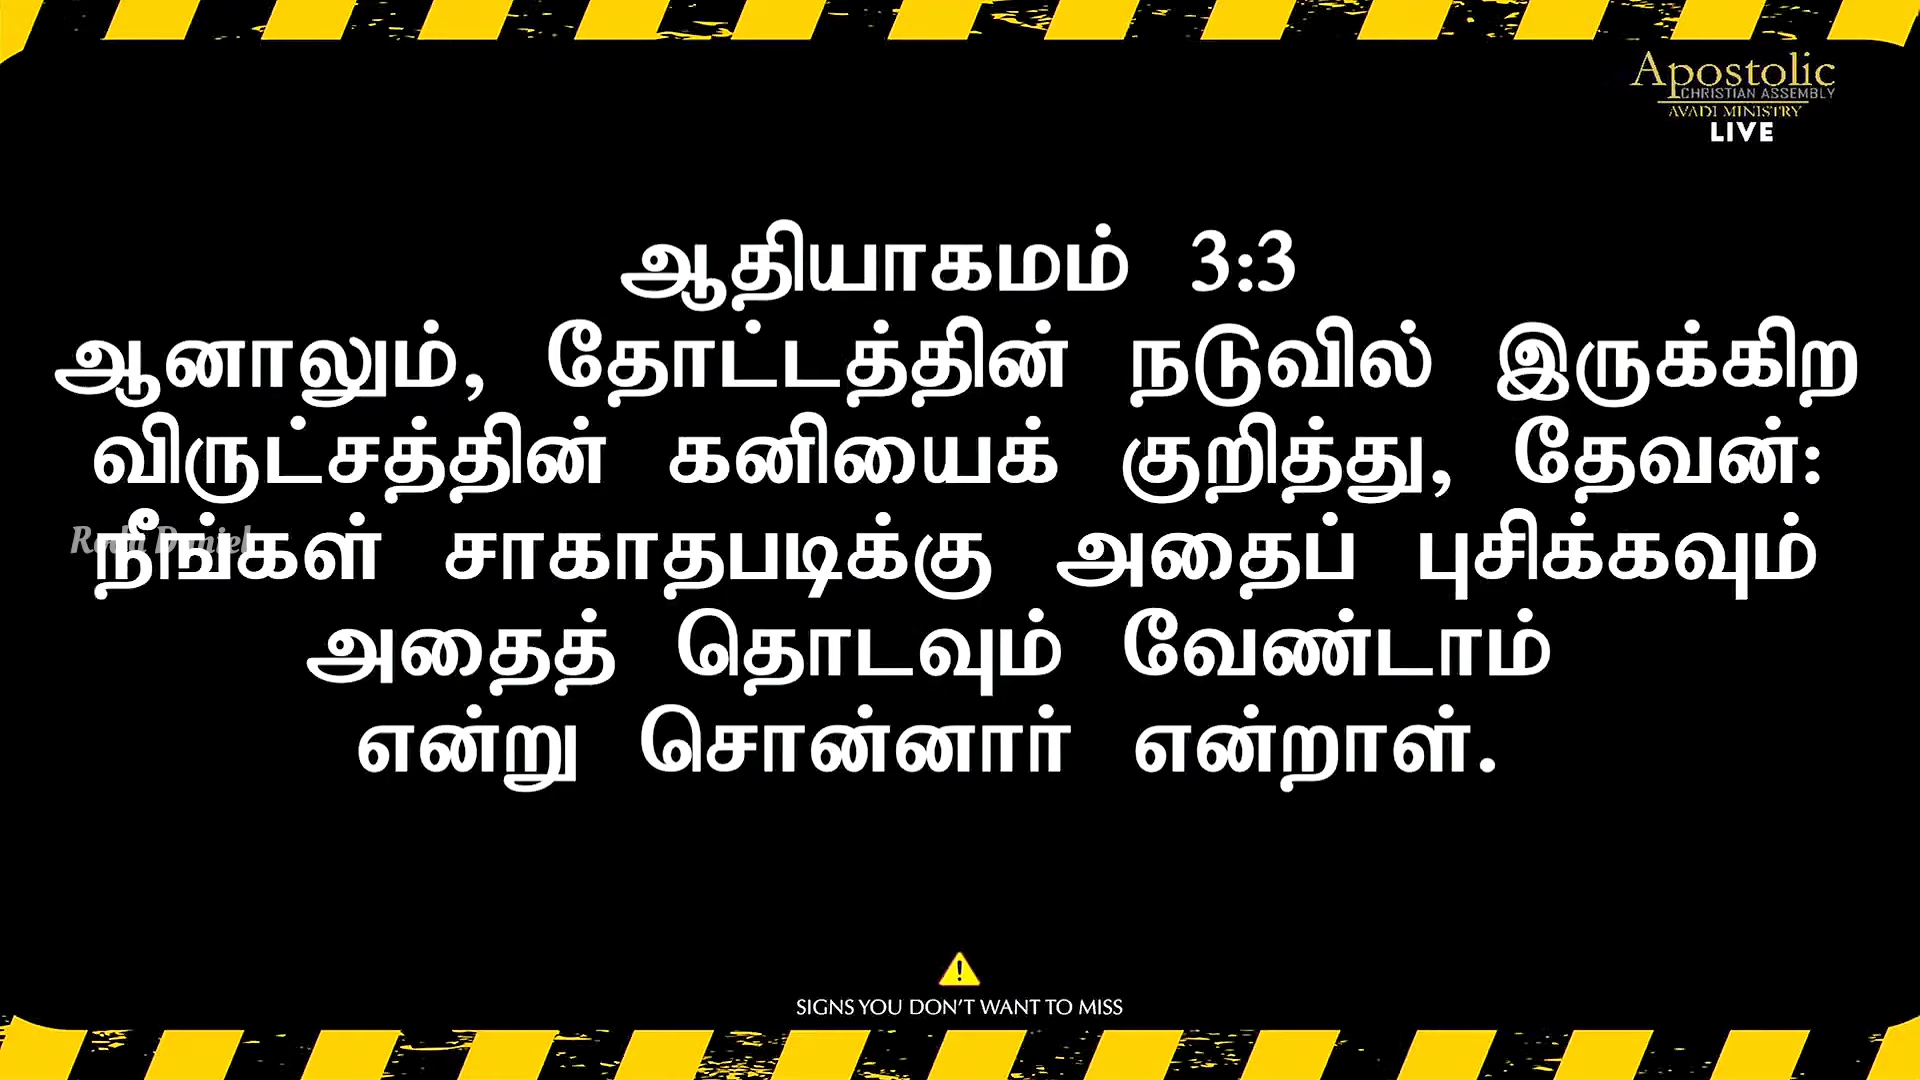 Apostolic
CHRISTIAN ASSEMBLY
AVADI MINISTRY
LIVE
ஆதியாகமம் 3:3
ஆனாலும், தோட்டத்தின் நடுவில் இருக்கிற
விருட்சத்தின் கனியைக் குறித்து, தேவன்:
நீங்கள் சாகாதபடிக்கு அதைப் புசிக்கவும்
அதைத் தொடவும் வேண்டாம்
என்று சொன்னார் என்றாள்.
SIGNS YOU DON'T WANT TO MISS